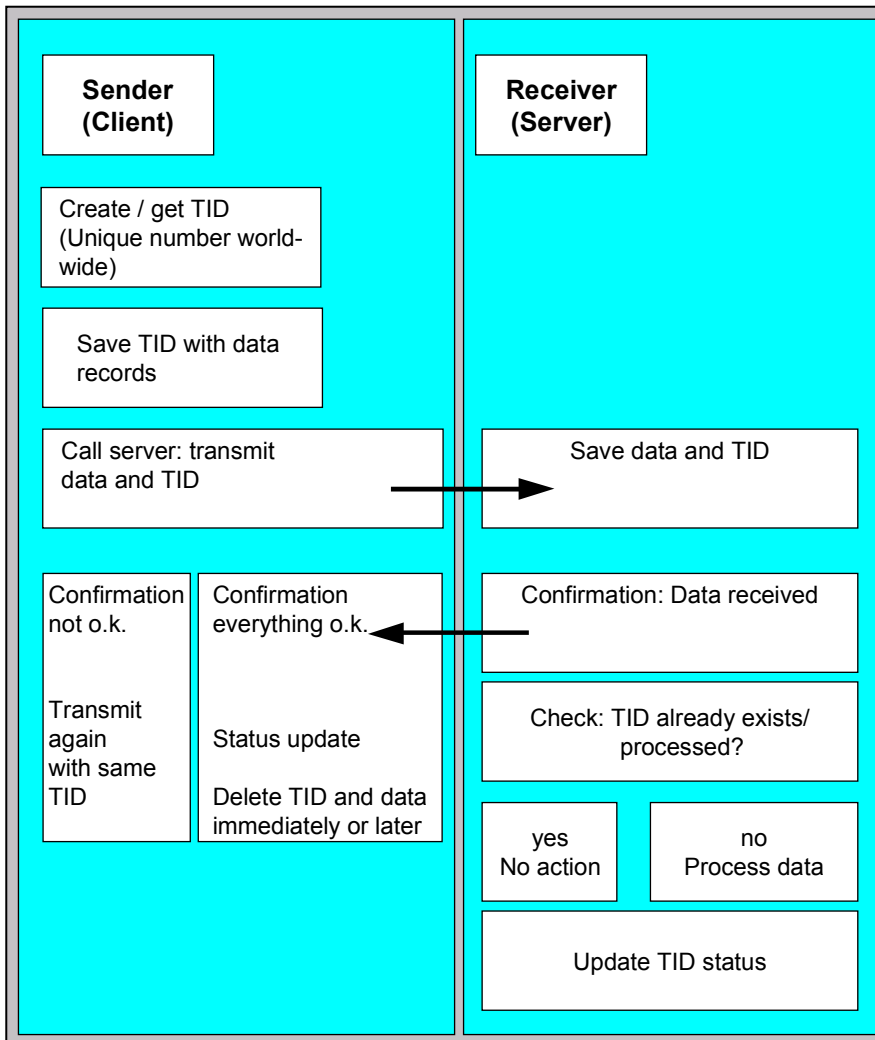 Sender
(Client)
Receiver
(Server)
Create / get TID
(Unique number world-
wide)
Save TID with data
records
Call server: transmit
data and TID
Save data and TID
Confirmation
not o.k.
Transmit
again
with same
TID
Confirmation
everything o.k.
Status update
Delete TID and data
immediately or later
Confirmation: Data received
Check: TID already exists/
processed?
yes
No action
no
Process data
Update TID status